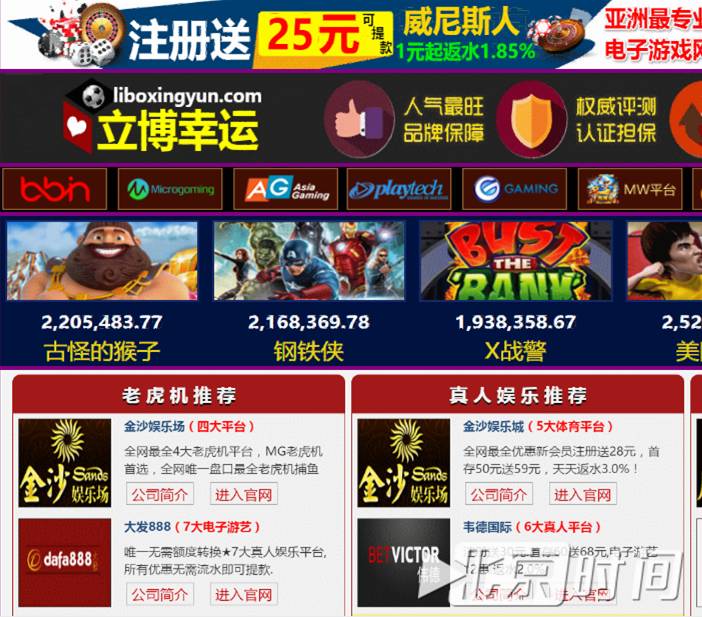 注册送
25元
可提款
威尼斯人
1元起返水1.85%
亚洲最专业
电子游戏网
liboxingyun.com
立博幸运
人气最旺
品牌保障
权威评测
认证担保
bbin
Microgaming
AG Asia Gaming
playtech
GAMING
MW平台
BUST
THE
BANK
2,205,483.77
2,168,369.78
1,938,358.67
2,52
古怪的猴子
钢铁侠
X战警
美国
老虎机推荐
真人娱乐推荐
金沙 Sands 娱乐场
金沙娱乐场（四大平台）
全网最全4大老虎机平台，MG老虎机
首选，全网唯一盘口最全老虎机捕鱼
公司简介
进入官网
金沙 Sands 娱乐场
金沙娱乐城（5大体育平台）
全网最全优惠新会员注册送28元，首
存50元送59元，天天返水3.0%！
公司简介
进入官网
dafa888
大发888（7大电子游艺）
唯一无需额度转换★7大真人娱乐平台,
所有优惠无需流水即可提款.
公司简介
进入官网
BETVICTOR
伟德
韦德国际（6大真人平台）
送68元,电子游艺
公司简介
进入官网
北京时间